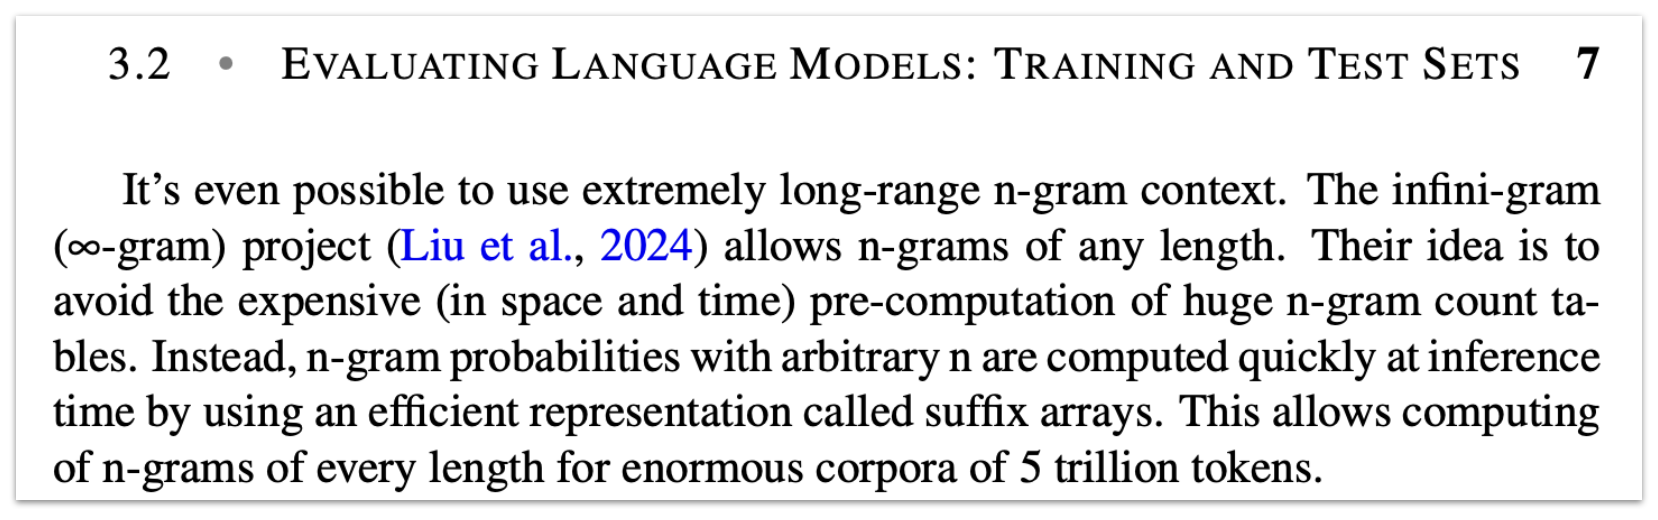 3.2 • EVALUATING LANGUAGE MODELS: TRAINING AND TEST SETS 7
It’s even possible to use extremely long-range n-gram context. The infini-gram
(∞-gram) project (Liu et al., 2024) allows n-grams of any length. Their idea is to
avoid the expensive (in space and time) pre-computation of huge n-gram count ta-
bles. Instead, n-gram probabilities with arbitrary n are computed quickly at inference
time by using an efficient representation called suffix arrays. This allows computing
of n-grams of every length for enormous corpora of 5 trillion tokens.